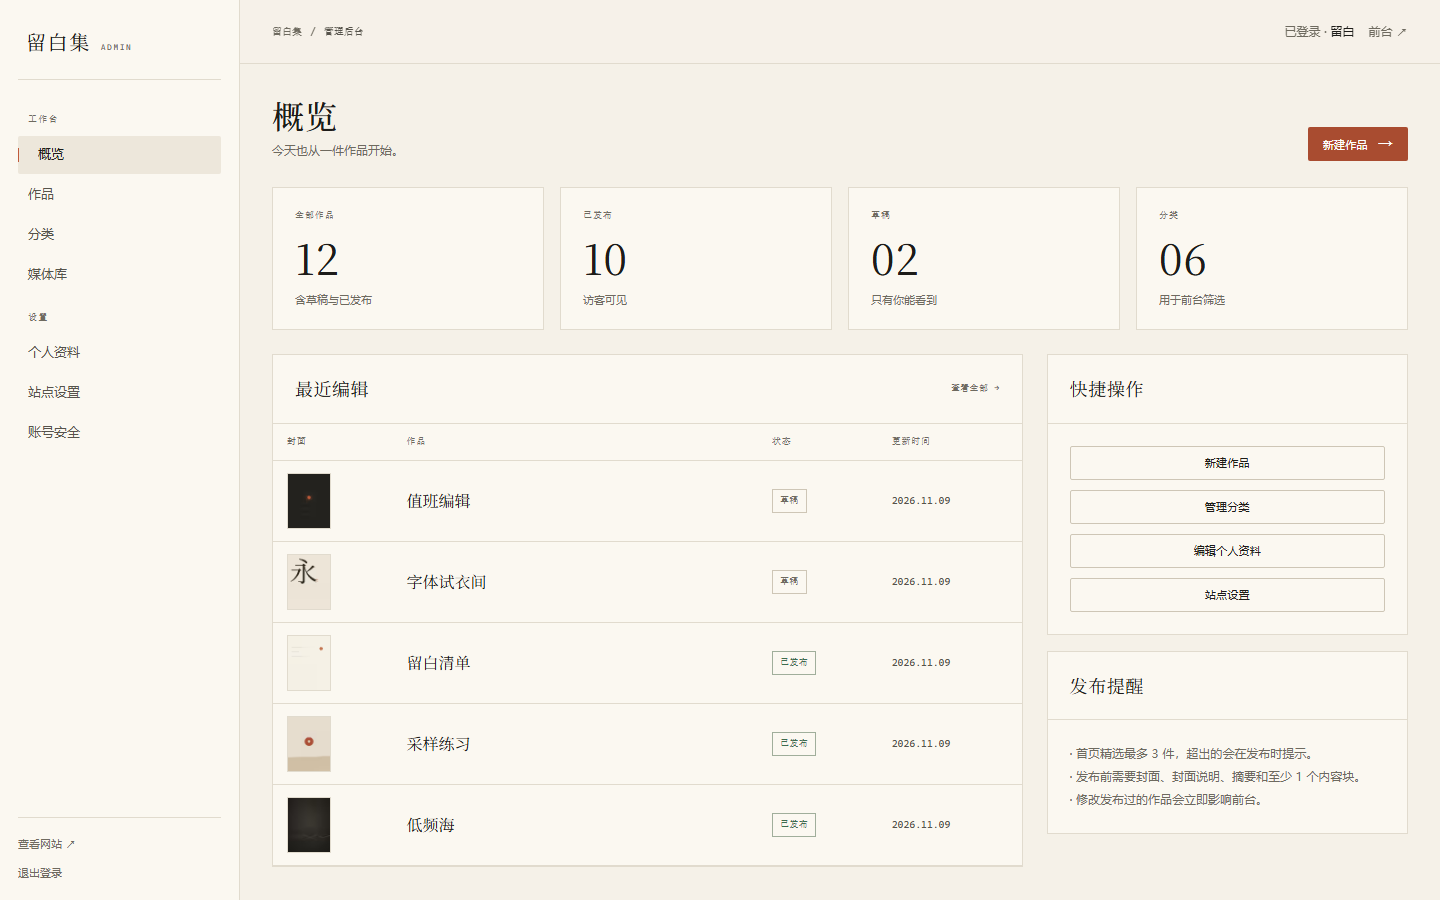 留白集 ADMIN
工作台
概览
作品
分类
媒体库
设置
个人资料
站点设置
账号安全
查看网站 ↗
退出登录
留白集 / 管理后台
已登录 · 留白 前台 ↗
概览
今天也从一件作品开始。
新建作品 →
全部作品
12
含草稿与已发布
已发布
10
访客可见
草稿
02
只有你能看到
分类
06
用于前台筛选
最近编辑
查看全部 →
封面 作品 状态 更新时间
值班编辑 草稿 2026.11.09
永
字体试衣间 草稿 2026.11.09
留白清单 已发布 2026.11.09
采样练习 已发布 2026.11.09
低频海 已发布 2026.11.09
快捷操作
新建作品
管理分类
编辑个人资料
站点设置
发布提醒
· 首页精选最多 3 件，超出的会在发布时提示。
· 发布前需要封面、封面说明、摘要和至少 1 个内容块。
· 修改发布过的作品会立即影响前台。